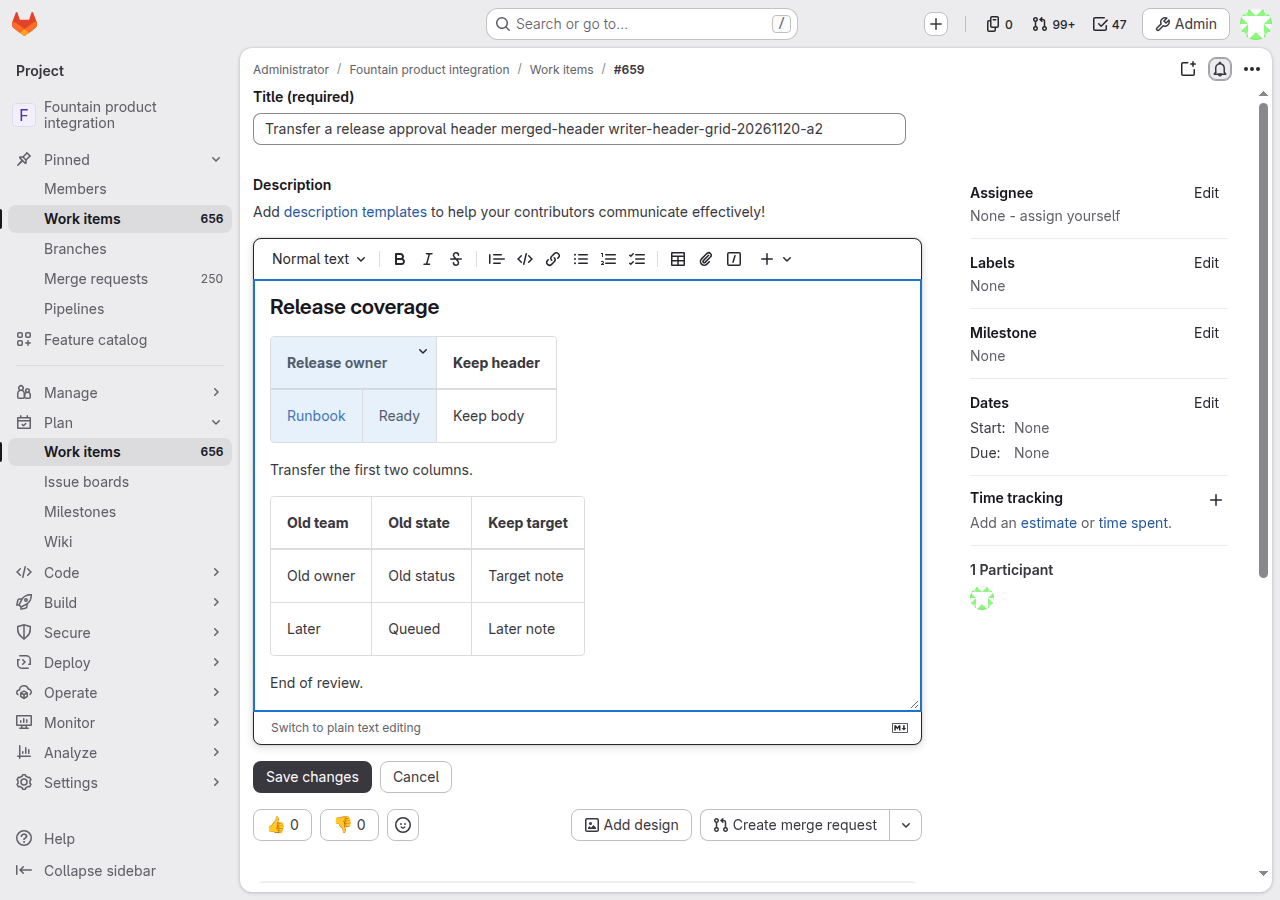 Search or go to...
/
0
99+
47
Admin
Project
F
Fountain product integration
Pinned
Members
Work items 656
Branches
Merge requests 250
Pipelines
Feature catalog
Manage
Plan
Work items 656
Issue boards
Milestones
Wiki
Code
Build
Secure
Deploy
Operate
Monitor
Analyze
Settings
Help
Collapse sidebar
Administrator / Fountain product integration / Work items / #659
Title (required)
Transfer a release approval header merged-header writer-header-grid-20261120-a2
Description
Add description templates to help your contributors communicate effectively!
Normal text
B I S
Release coverage
Release owner Keep header
Runbook Ready Keep body
Transfer the first two columns.
Old team Old state Keep target
Old owner Old status Target note
Later Queued Later note
End of review.
Switch to plain text editing
Save changes Cancel
👍 0 👎 0
Add design Create merge request
Assignee Edit
None - assign yourself
Labels Edit
None
Milestone Edit
None
Dates Edit
Start: None
Due: None
Time tracking
Add an estimate or time spent.
1 Participant